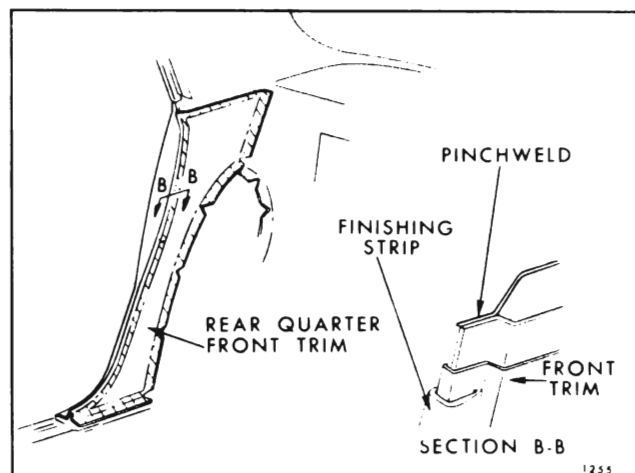 B
B
REAR QUARTER
FRONT TRIM
PINCHWELD
FINISHING
STRIP
FRONT
TRIM
SECTION B-B
1255